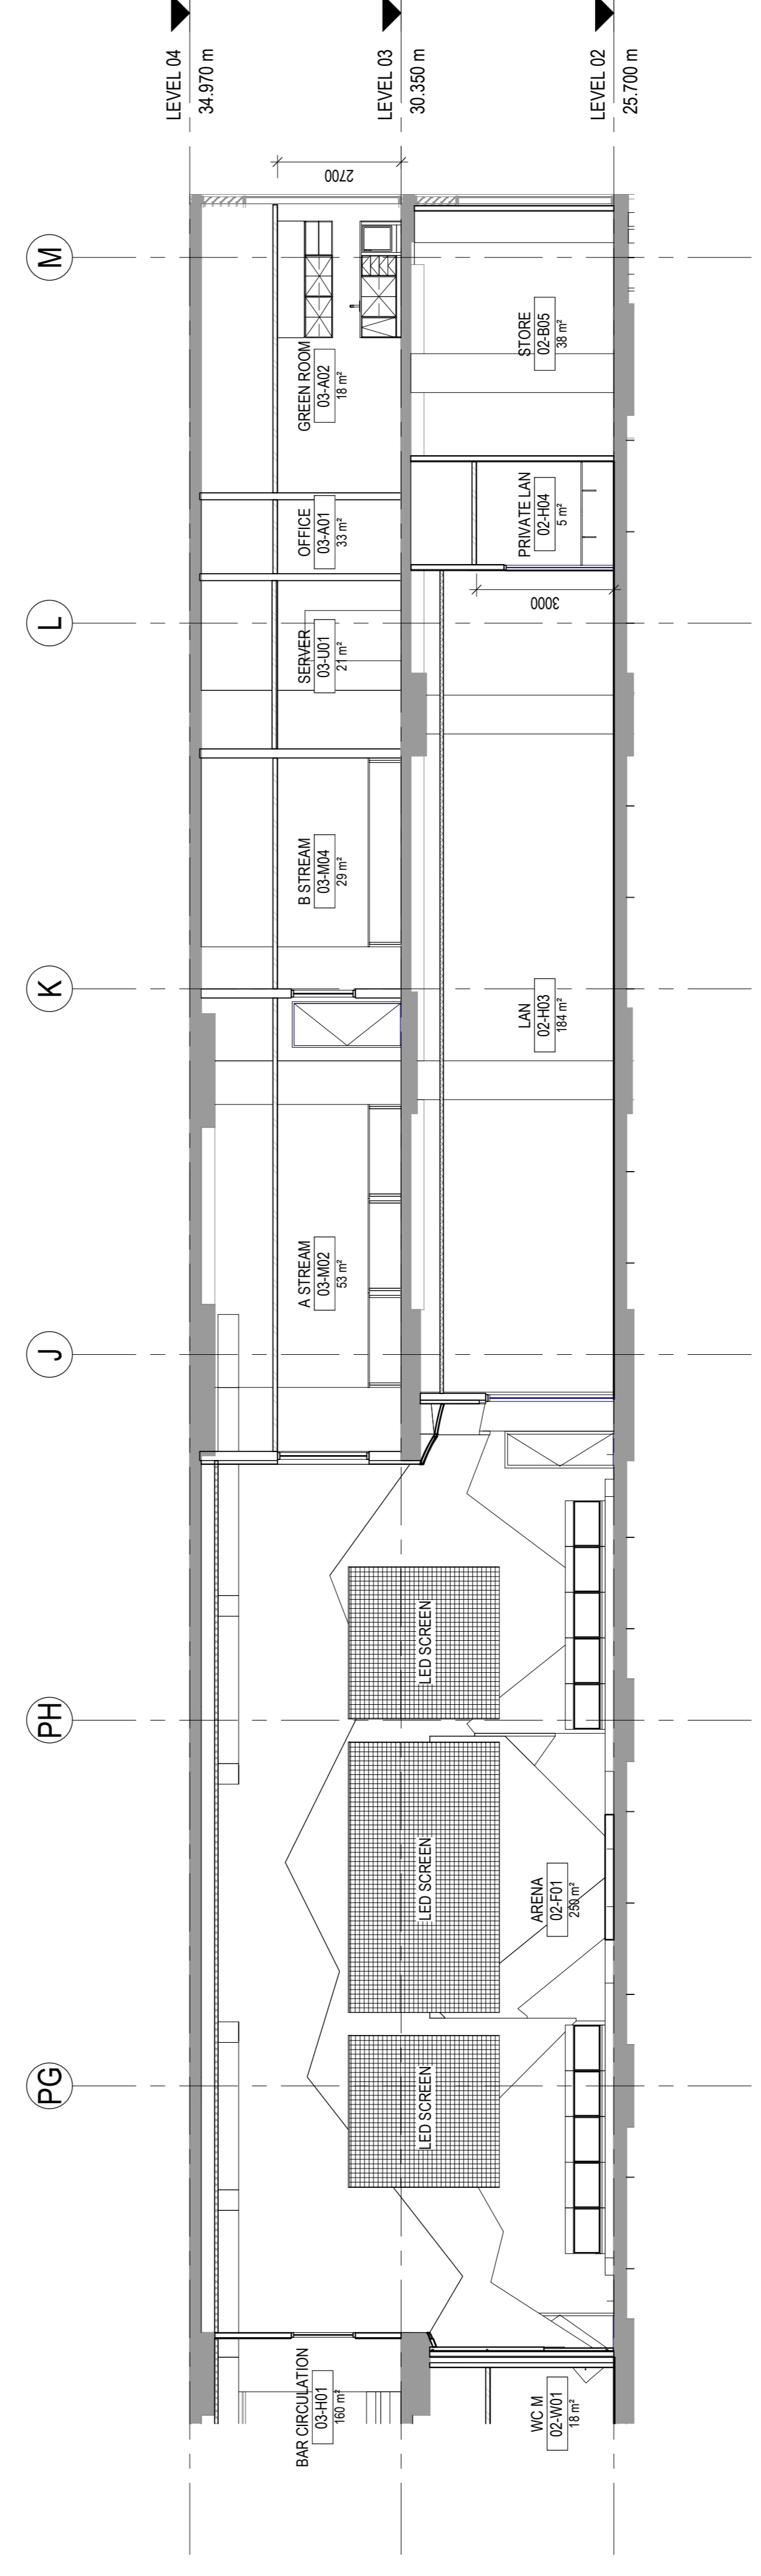 LEVEL 04
34.970 m
LEVEL 03
30.350 m
LEVEL 02
25.700 m
PG
PH
J
K
L
M
BAR CIRCULATION
03-H01
160 m²
A STREAM
03-M02
53 m²
B STREAM
03-M04
29 m²
SERVER
03-U01
21 m²
OFFICE
03-A01
33 m²
GREEN ROOM
03-A02
18 m²
2700
LED SCREEN
LED SCREEN
LED SCREEN
WC M
02-W01
18 m²
ARENA
02-F01
250 m²
LAN
02-H03
184 m²
3000
PRIVATE LAN
02-H04
5 m²
STORE
02-B05
38 m²